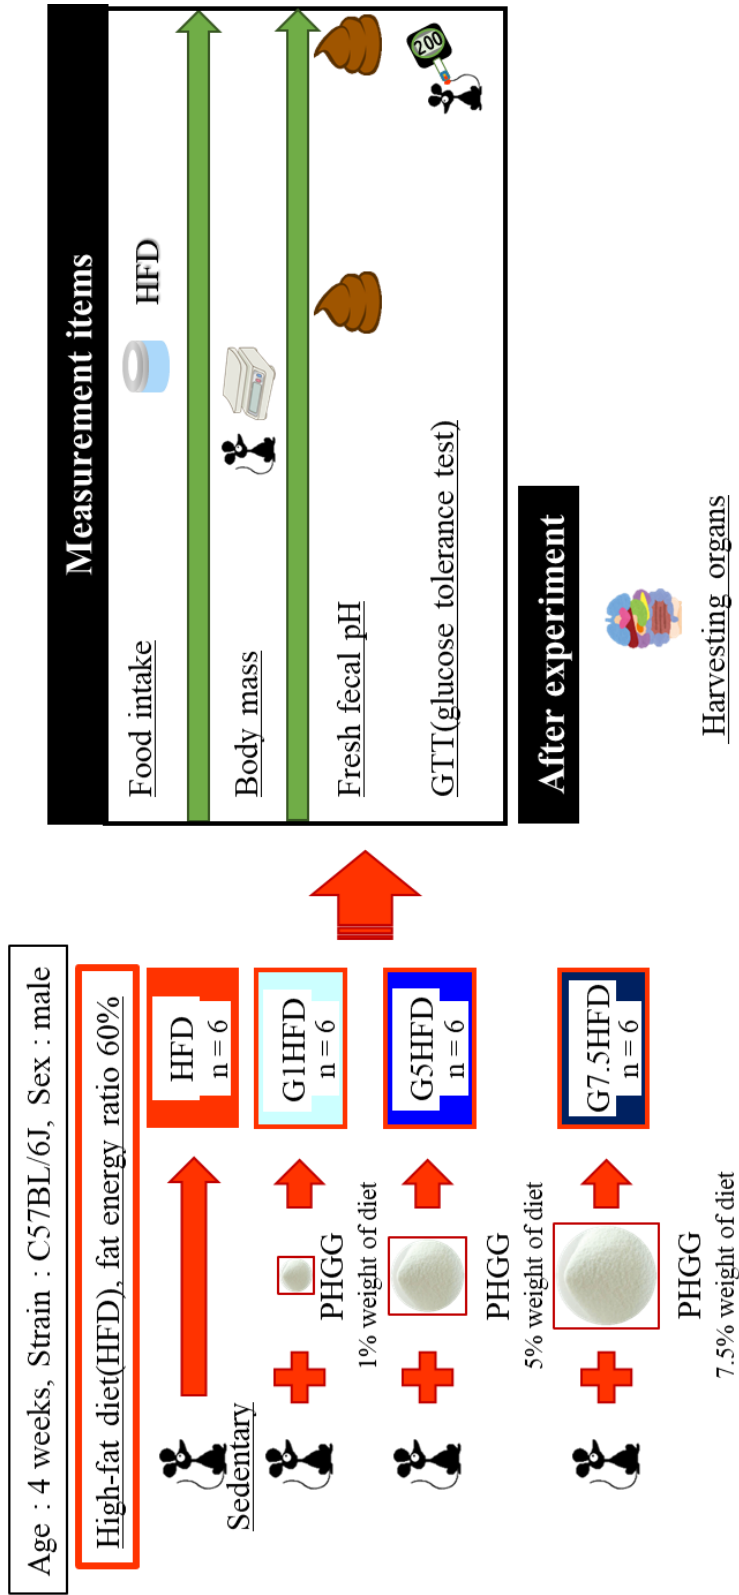 Age : 4 weeks, Strain : C57BL/6J, Sex : male
High-fat diet(HFD), fat energy ratio 60%
Sedentary
HFD
n = 6
PHGG
1% weight of diet
G1HFD
n = 6
PHGG
5% weight of diet
G5HFD
n = 6
PHGG
7.5% weight of diet
G7.5HFD
n = 6
Measurement items
Food intake
HFD
Body mass
Fresh fecal pH
GTT(glucose tolerance test)
200
After experiment
Harvesting organs